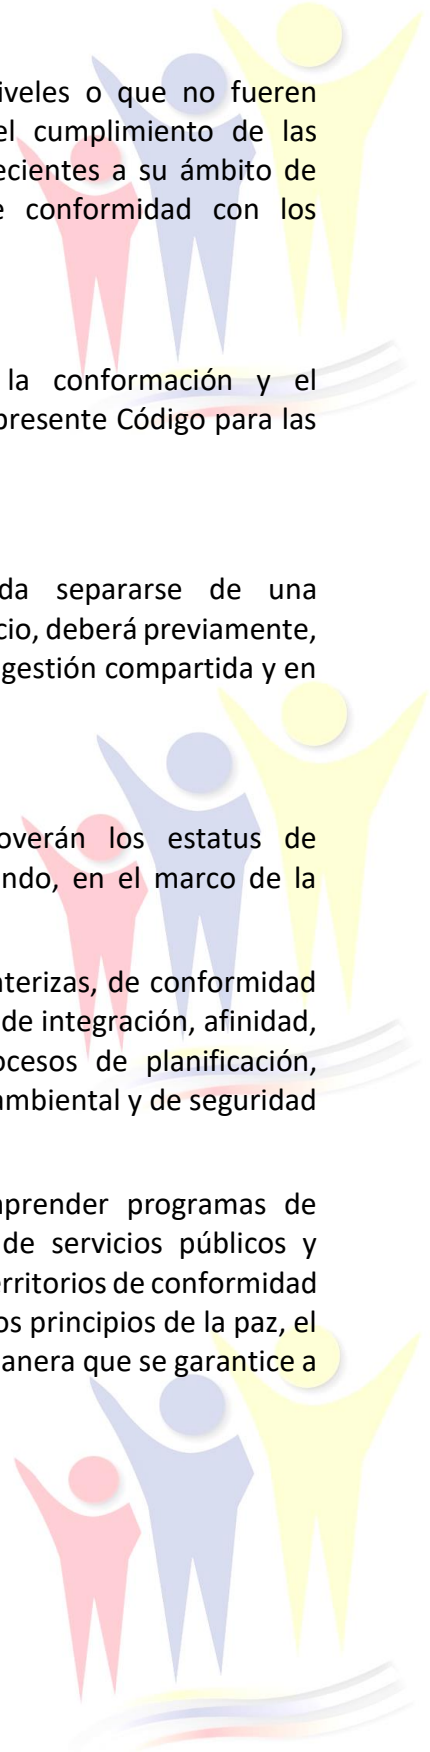 iveles o que no fueren
el cumplimiento de las
ecientes a su ámbito de
e conformidad con los
la conformación y el
presente Código para las
da separarse de una
cio, deberá previamente,
gestión compartida y en
overán los estatus de
ndo, en el marco de la
terizas, de conformidad
de integración, afinidad,
ocesos de planificación,
ambiental y de seguridad
prender programas de
de servicios públicos y
erritorios de conformidad
os principios de la paz, el
anera que se garantice a